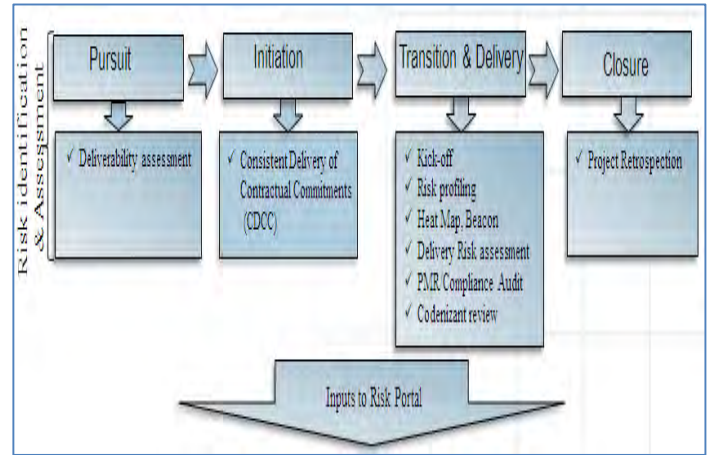 Risk identification
& Assessment
Pursuit
Initiation
Transition & Delivery
Closure
✓ Deliverability assessment
✓ Consistent Delivery of
Contractual Commitments
(CDCC)
✓ Kick-off
✓ Risk profiling
✓ Heat Map, Beacon
✓ Delivery Risk assessment
✓ PMR Compliance Audit
✓ Codenizant review
✓ Project Retrospection
Inputs to Risk Portal